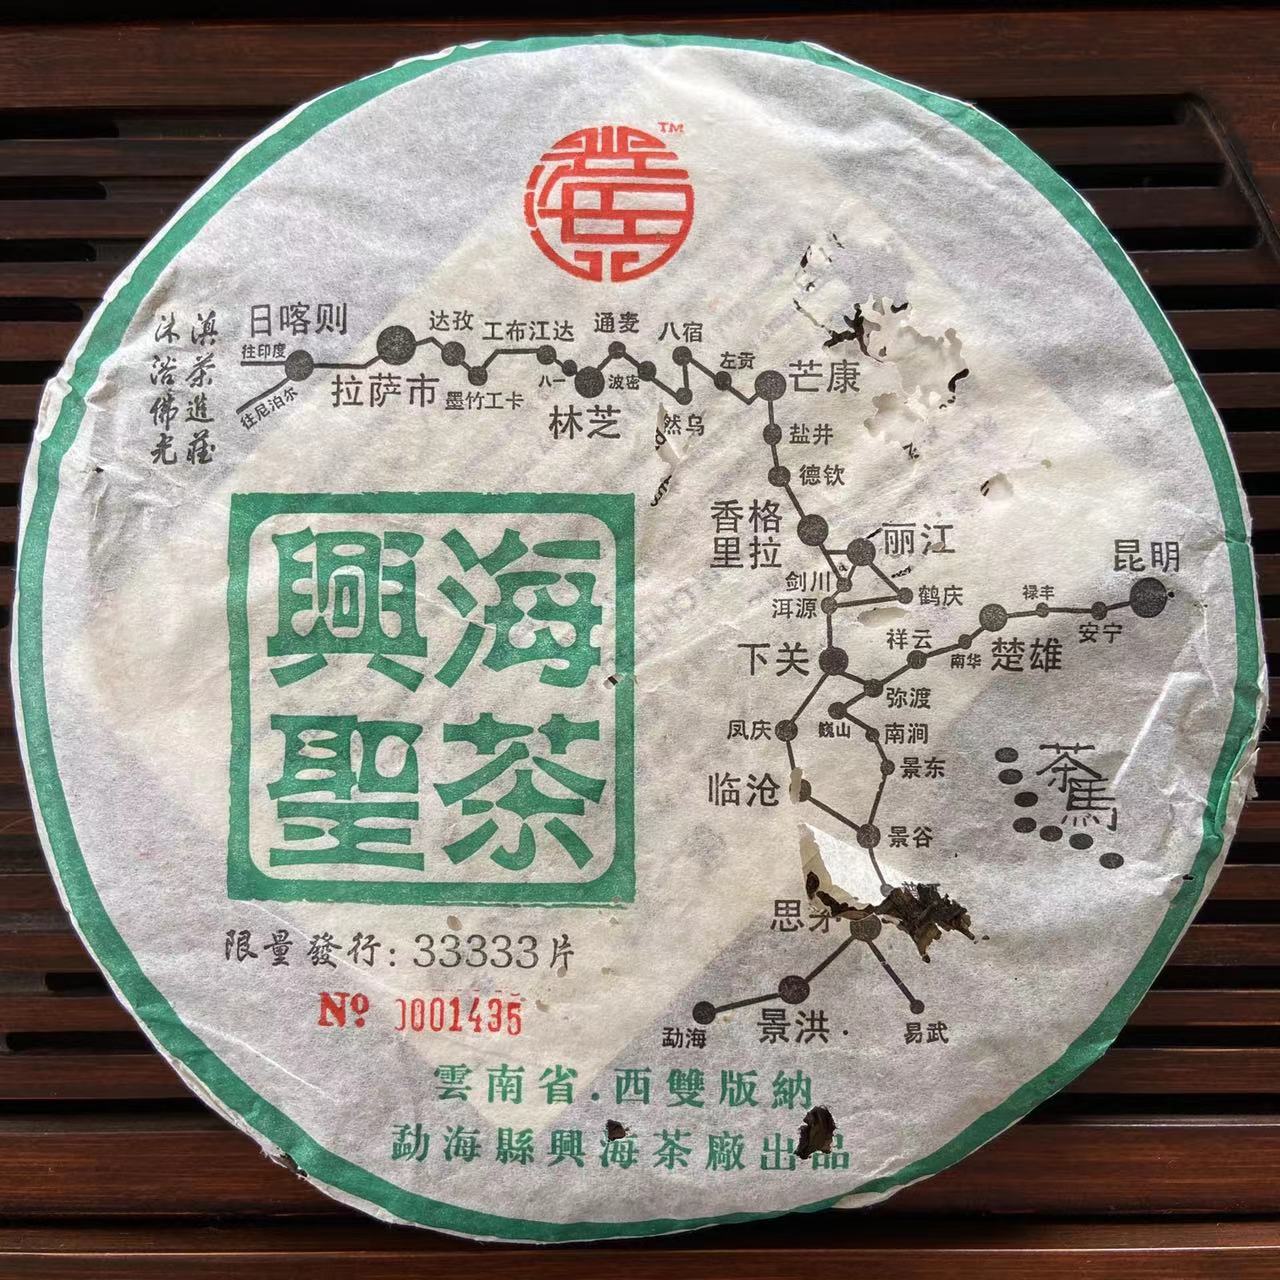 TM
滇茶進藏
沐浴佛光
日喀则
往印度
往尼泊尔
拉萨市
达孜
墨竹工卡
工布江达
八一
林芝
通麦
波密
八宿
然乌
左贡
芒康
盐井
德钦
香格
里拉
丽江
剑川
鹤庆
洱源
下关
祥云
南华
楚雄
禄丰
安宁
昆明
弥渡
巍山
南涧
凤庆
景东
临沧
景谷
思茅
景洪
勐海
易武
茶馬
興海
聖茶
限量發行: 33333片
Nº 0001435
雲南省.西雙版納
勐海縣興海茶廠出品